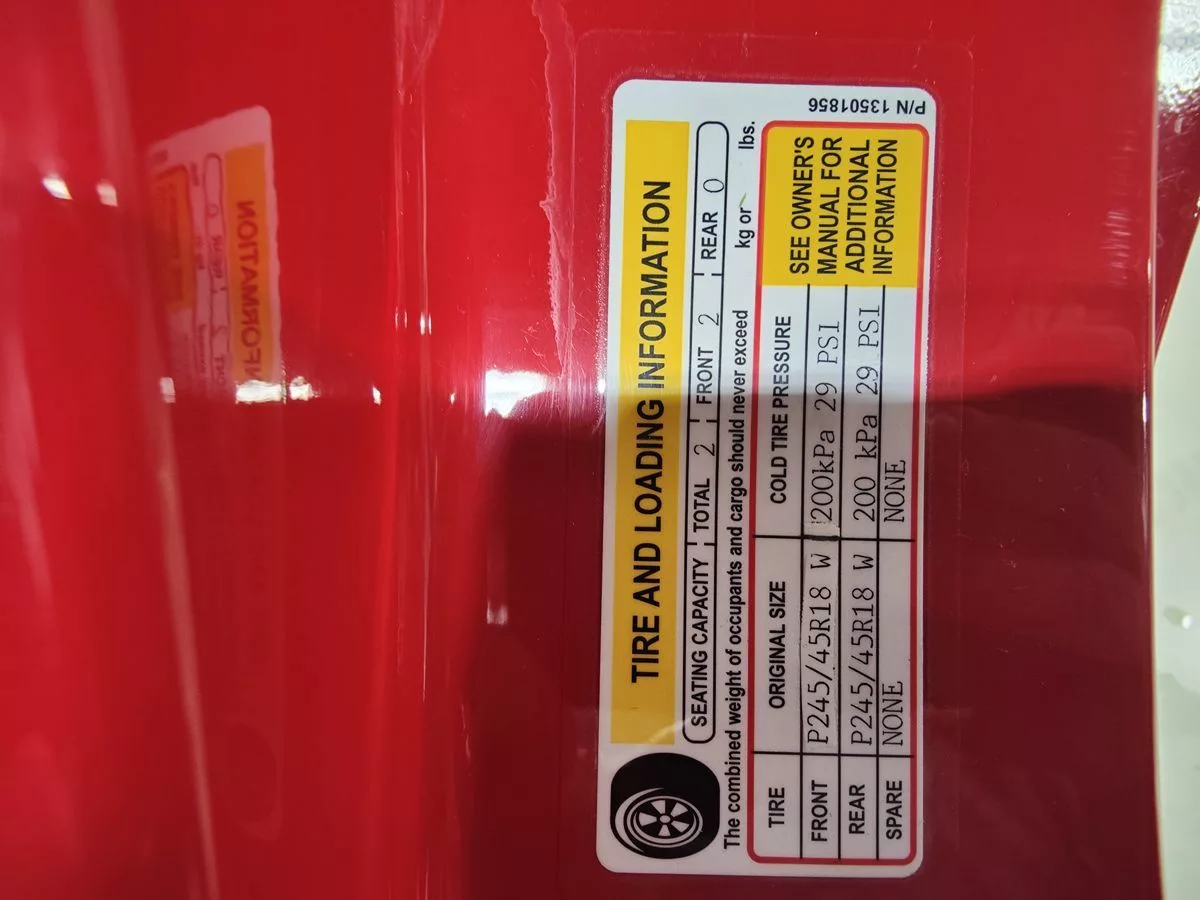 P/N 13501856
TIRE AND LOADING INFORMATION
SEATING CAPACITY TOTAL 2 FRONT 2 REAR 0
The combined weight of occupants and cargo should never exceed kg or lbs.
TIRE ORIGINAL SIZE COLD TIRE PRESSURE
FRONT P245/45R18 W 200kPa 29 PSI
REAR P245/45R18 W 200 kPa 29 PSI
SPARE NONE NONE
SEE OWNER'S
MANUAL FOR
ADDITIONAL
INFORMATION